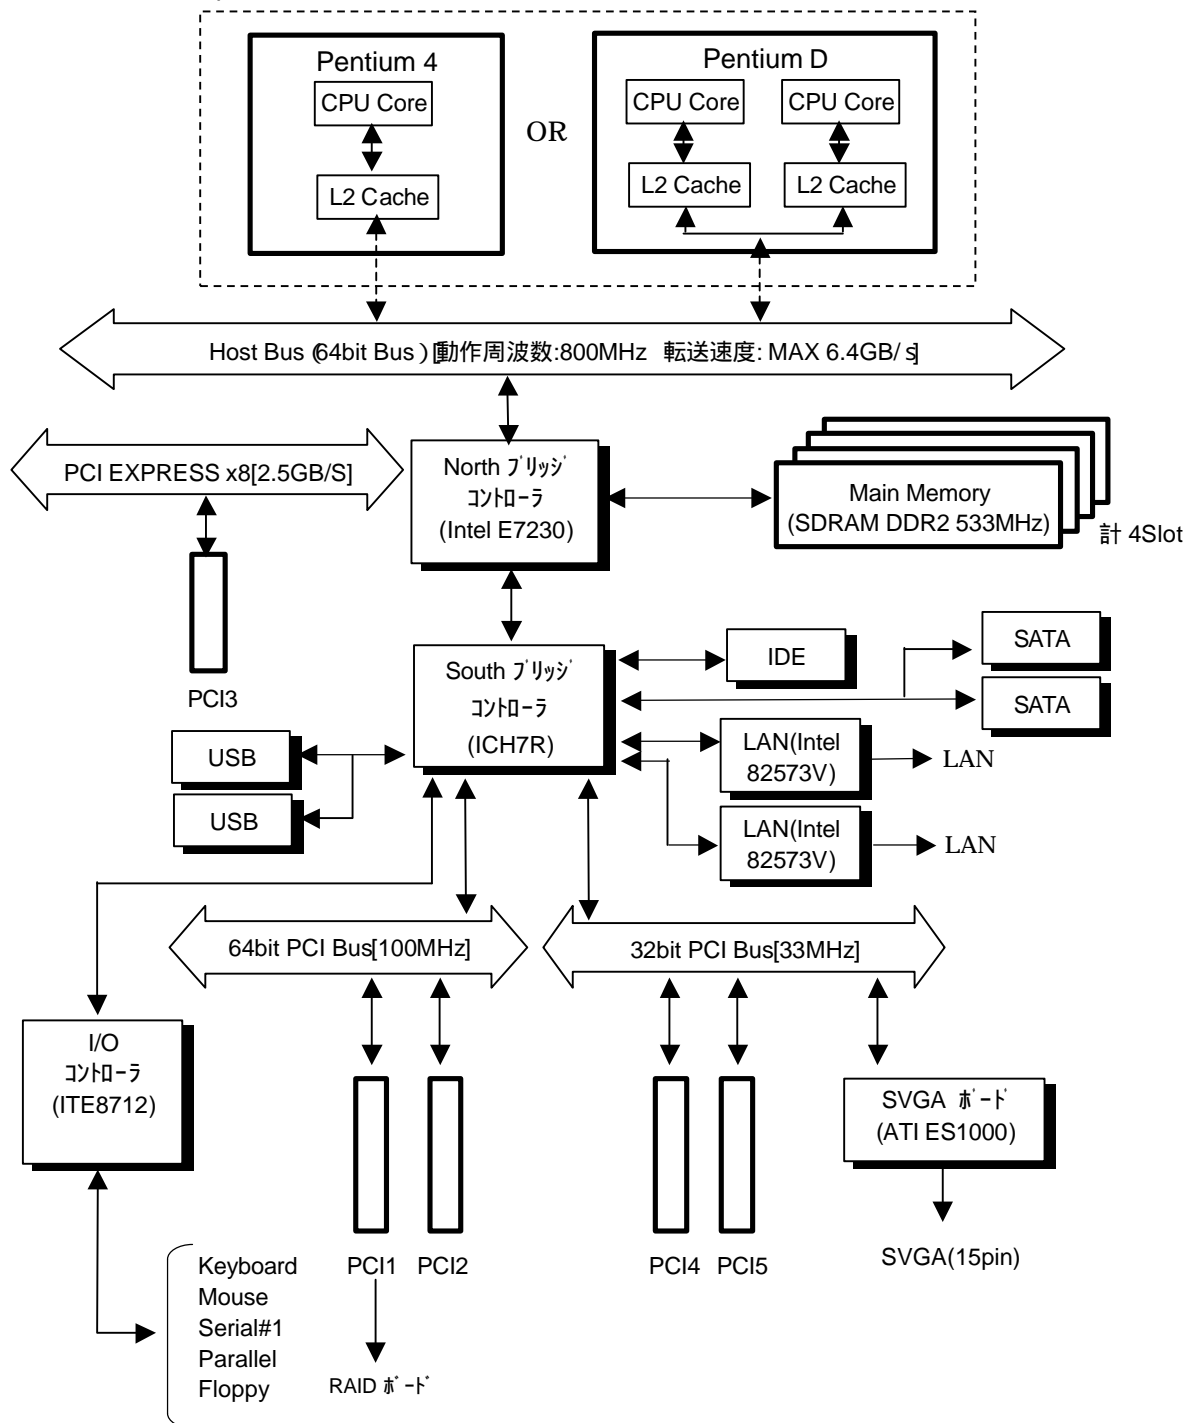 Pentium 4
CPU Core
L2 Cache
OR
Pentium D
CPU Core
CPU Core
L2 Cache
L2 Cache
Host Bus (64bit Bus) [動作周波数:800MHz 転送速度: MAX 6.4GB/s]
PCI EXPRESS x8[2.5GB/S]
PCI3
North ブリッジ
コントローラ
(Intel E7230)
Main Memory
(SDRAM DDR2 533MHz)
計 4Slot
South ブリッジ
コントローラ
(ICH7R)
IDE
SATA
SATA
USB
USB
LAN(Intel
82573V)
LAN
LAN(Intel
82573V)
LAN
64bit PCI Bus[100MHz]
32bit PCI Bus[33MHz]
I/O
コントローラ
(ITE8712)
SVGA ボード
(ATI ES1000)
PCI1
PCI2
PCI4
PCI5
SVGA(15pin)
Keyboard
Mouse
Serial#1
Parallel
Floppy
RAID ボード